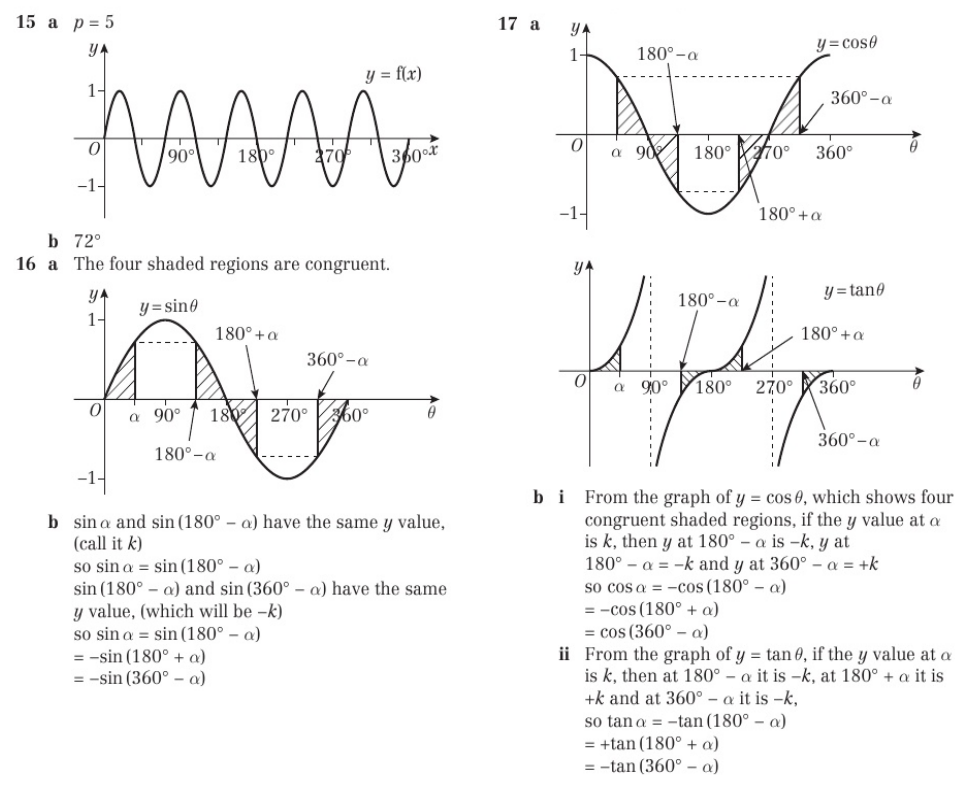 15 a p = 5
y
y = f(x)
1
O
90°
180°
270°
360°
x
−1
b 72°
16 a The four shaded regions are congruent.
y
y = sin θ
1
180° + α
360° − α
O
α
90°
180°
270°
360°
θ
180° − α
−1
b sin α and sin (180° − α) have the same y value,
(call it k)
so sin α = sin (180° − α)
sin (180° − α) and sin (360° − α) have the same
y value, (which will be −k)
so sin α = sin (180° − α)
= −sin (180° + α)
= −sin (360° − α)
17 a
y
y = cos θ
1
180° − α
360° − α
O
α
90°
180°
270°
360°
θ
180° + α
−1
y
y = tan θ
180° − α
180° + α
O
α
90°
180°
270°
360°
θ
360° − α
b i From the graph of y = cos θ, which shows four
congruent shaded regions, if the y value at α
is k, then y at 180° − α is −k, y at
180° − α = −k and y at 360° − α = +k
so cos α = −cos (180° − α)
= −cos (180° + α)
= cos (360° − α)
ii From the graph of y = tan θ, if the y value at α
is k, then at 180° − α it is −k, at 180° + α it is
+k and at 360° − α it is −k,
so tan α = −tan (180° − α)
= +tan (180° + α)
= −tan (360° − α)